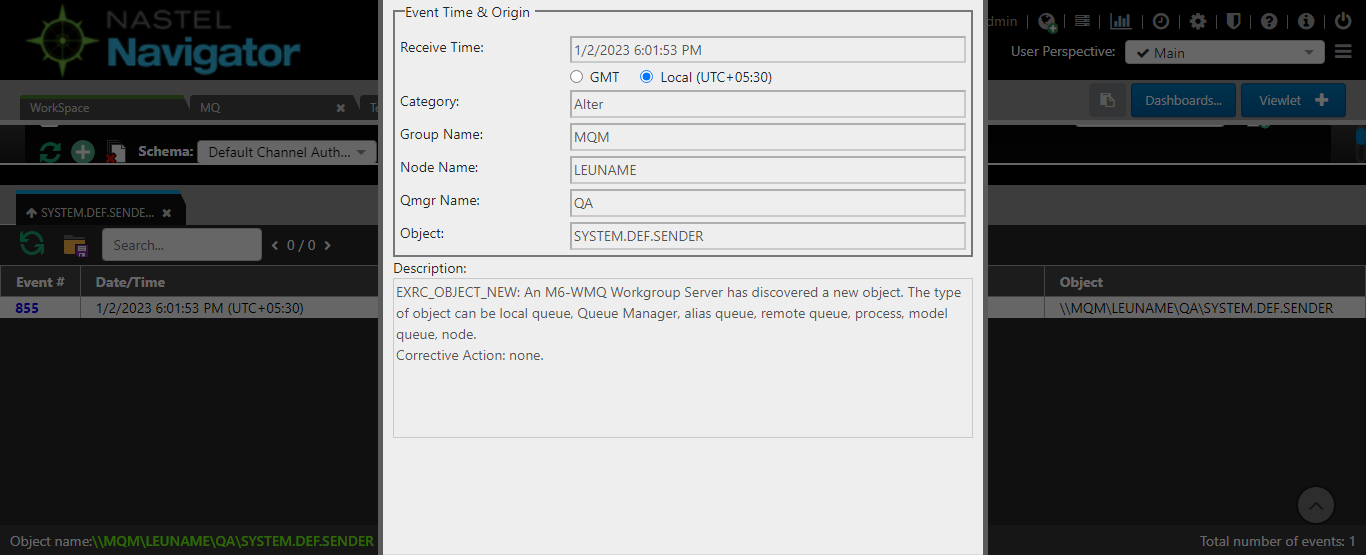 NASTEL
Navigator
dmin
User Perspective:
Main
WorkSpace
MQ
Dashboards...
Viewlet
Schema:
Default Channel Auth...
SYSTEM.DEF.SENDE...
Search...
0 / 0
Event #
Date/Time
Object
855
1/2/2023 6:01:53 PM (UTC+05:30)
\\MQM\LEUNAME\QA\SYSTEM.DEF.SENDER
Event Time & Origin
Receive Time:
1/2/2023 6:01:53 PM
GMT
Local (UTC+05:30)
Category:
Alter
Group Name:
MQM
Node Name:
LEUNAME
Qmgr Name:
QA
Object:
SYSTEM.DEF.SENDER
Description:
EXRC_OBJECT_NEW: An M6-WMQ Workgroup Server has discovered a new object. The type
of object can be local queue, Queue Manager, alias queue, remote queue, process, model
queue, node.
Corrective Action: none.
Object name:\\MQM\LEUNAME\QA\SYSTEM.DEF.SENDER
Total number of events: 1